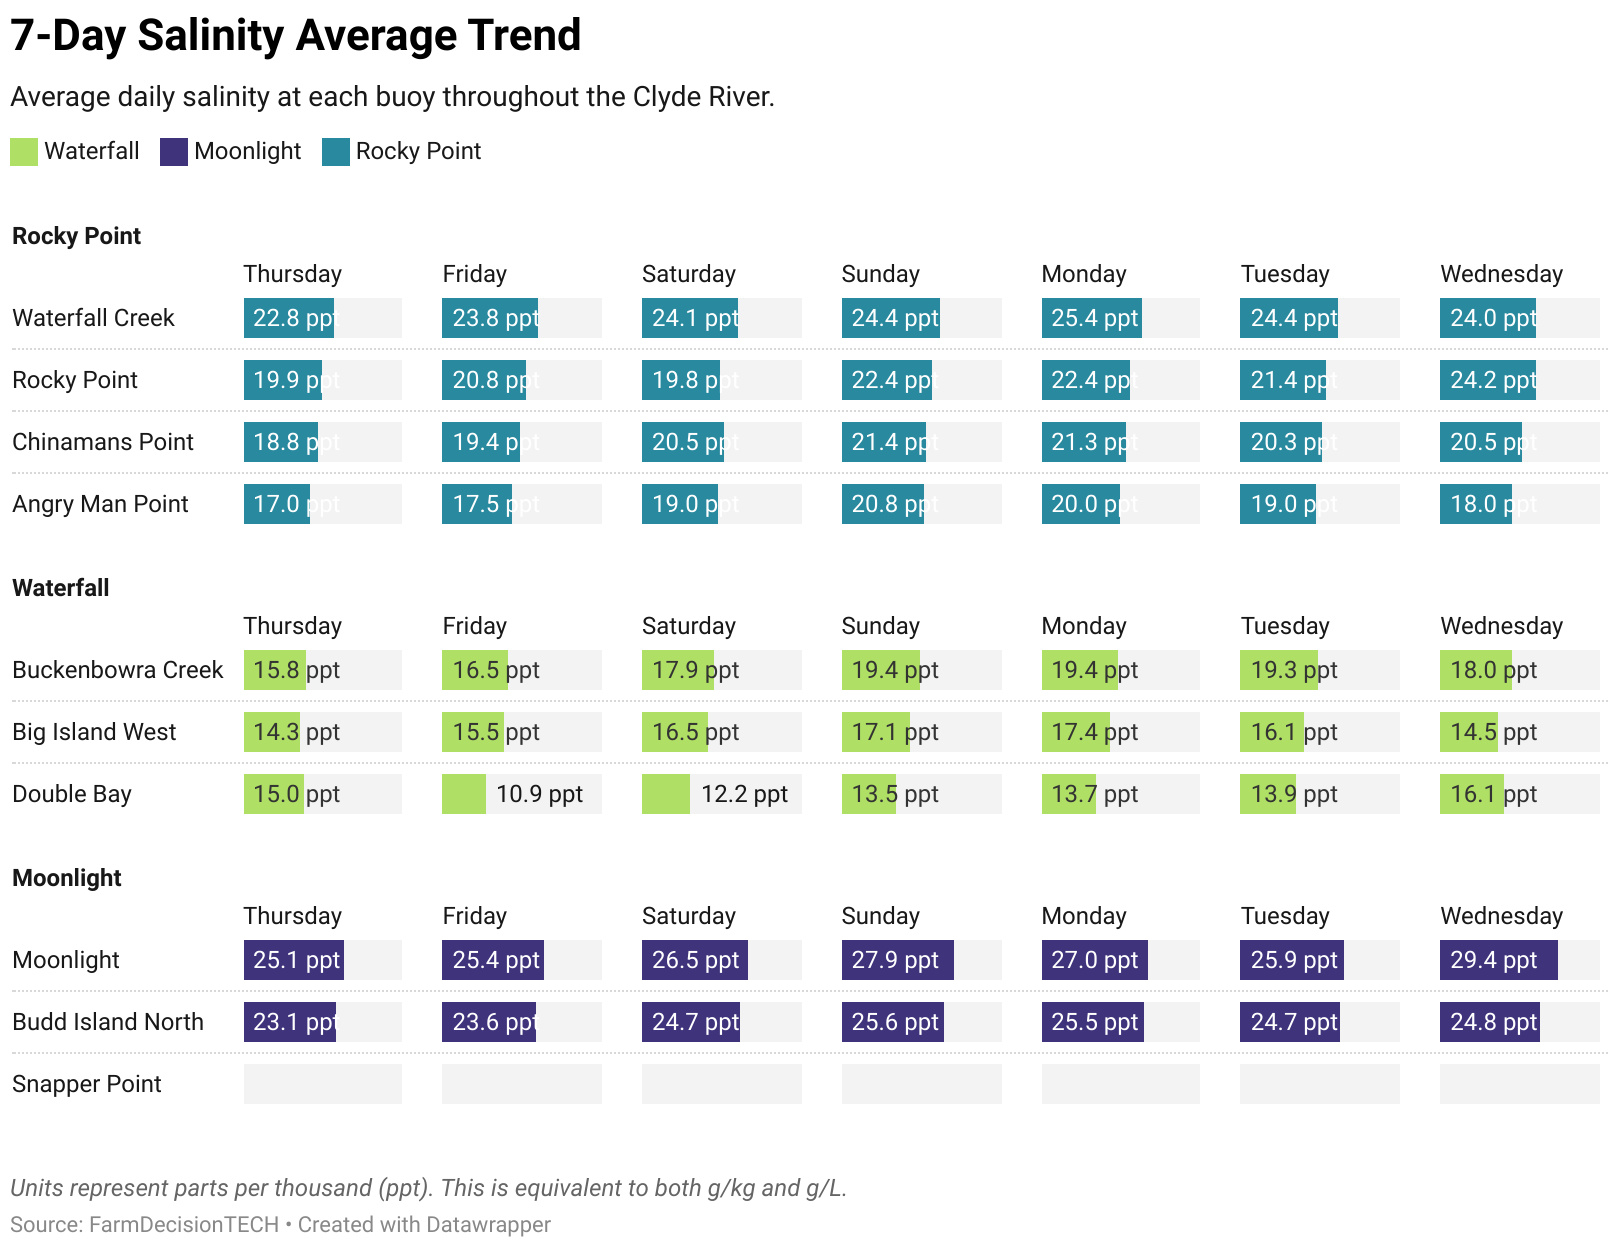 7-Day Salinity Average Trend
Average daily salinity at each buoy throughout the Clyde River.
Waterfall Moonlight Rocky Point
Rocky Point
Thursday Friday Saturday Sunday Monday Tuesday Wednesday
Waterfall Creek 22.8 ppt 23.8 ppt 24.1 ppt 24.4 ppt 25.4 ppt 24.4 ppt 24.0 ppt
Rocky Point 19.9 ppt 20.8 ppt 19.8 ppt 22.4 ppt 22.4 ppt 21.4 ppt 24.2 ppt
Chinamans Point 18.8 ppt 19.4 ppt 20.5 ppt 21.4 ppt 21.3 ppt 20.3 ppt 20.5 ppt
Angry Man Point 17.0 ppt 17.5 ppt 19.0 ppt 20.8 ppt 20.0 ppt 19.0 ppt 18.0 ppt
Waterfall
Thursday Friday Saturday Sunday Monday Tuesday Wednesday
Buckenbowra Creek 15.8 ppt 16.5 ppt 17.9 ppt 19.4 ppt 19.4 ppt 19.3 ppt 18.0 ppt
Big Island West 14.3 ppt 15.5 ppt 16.5 ppt 17.1 ppt 17.4 ppt 16.1 ppt 14.5 ppt
Double Bay 15.0 ppt 10.9 ppt 12.2 ppt 13.5 ppt 13.7 ppt 13.9 ppt 16.1 ppt
Moonlight
Thursday Friday Saturday Sunday Monday Tuesday Wednesday
Moonlight 25.1 ppt 25.4 ppt 26.5 ppt 27.9 ppt 27.0 ppt 25.9 ppt 29.4 ppt
Budd Island North 23.1 ppt 23.6 ppt 24.7 ppt 25.6 ppt 25.5 ppt 24.7 ppt 24.8 ppt
Snapper Point
Units represent parts per thousand (ppt). This is equivalent to both g/kg and g/L.
Source: FarmDecisionTECH • Created with Datawrapper